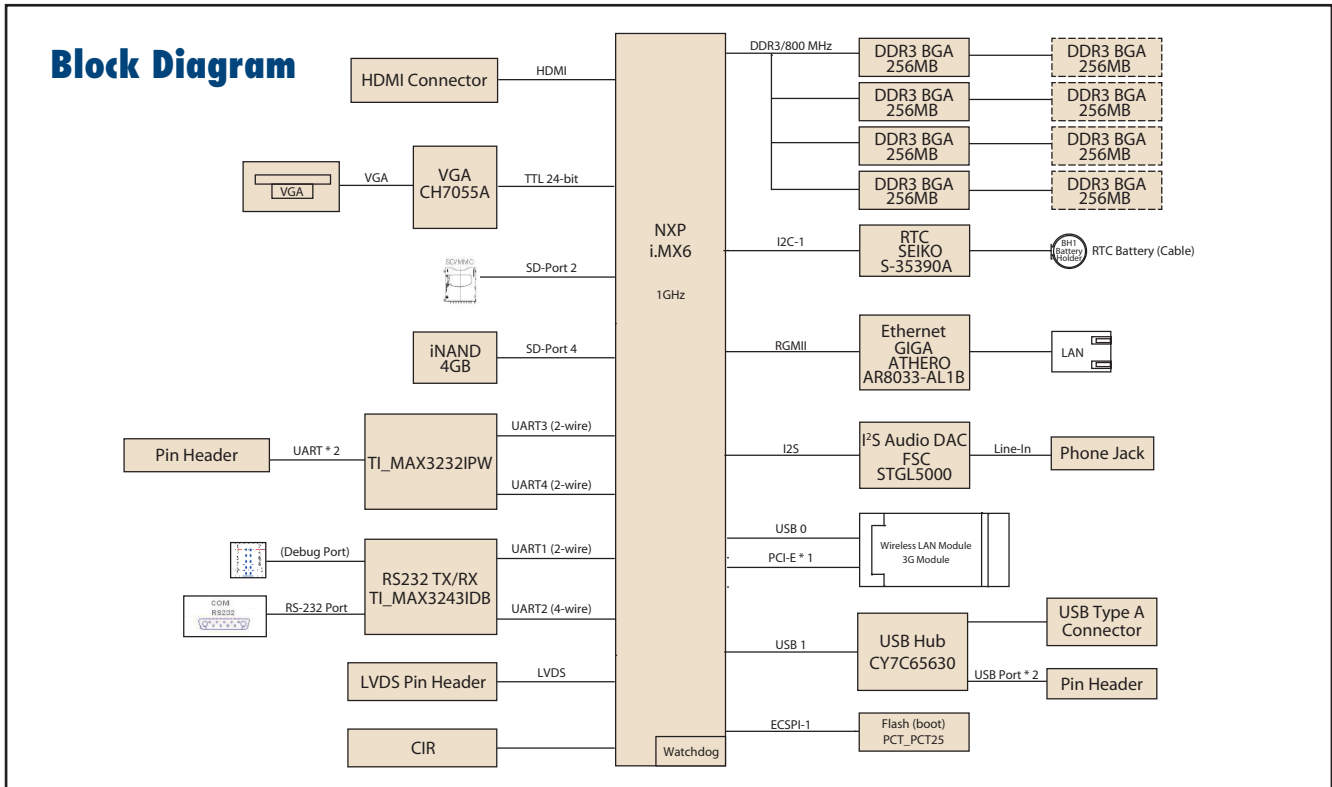 Block Diagram
HDMI Connector
HDMI
VGA
VGA
VGA
CH7055A
TTL 24-bit
SD/MMC
SD-Port 2
iNAND
4GB
SD-Port 4
Pin Header
UART * 2
TI_MAX3232IPW
UART3 (2-wire)
UART4 (2-wire)
(Debug Port)
COM
RS232
RS-232 Port
RS232 TX/RX
TI_MAX3243IDB
UART1 (2-wire)
UART2 (4-wire)
LVDS Pin Header
LVDS
CIR
NXP
i.MX6
1GHz
Watchdog
DDR3/800 MHz
DDR3 BGA
256MB
DDR3 BGA
256MB
DDR3 BGA
256MB
DDR3 BGA
256MB
DDR3 BGA
256MB
DDR3 BGA
256MB
DDR3 BGA
256MB
DDR3 BGA
256MB
I2C-1
RTC
SEIKO
S-35390A
BH1
Battery
Holder
RTC Battery (Cable)
RGMII
Ethernet
GIGA
ATHERO
AR8033-AL1B
LAN
I2S
I²S Audio DAC
FSC
STGL5000
Line-In
Phone Jack
USB 0
PCI-E * 1
Wireless LAN Module
3G Module
USB 1
USB Hub
CY7C65630
USB Type A
Connector
USB Port * 2
Pin Header
ECSPI-1
Flash (boot)
PCT_PCT25